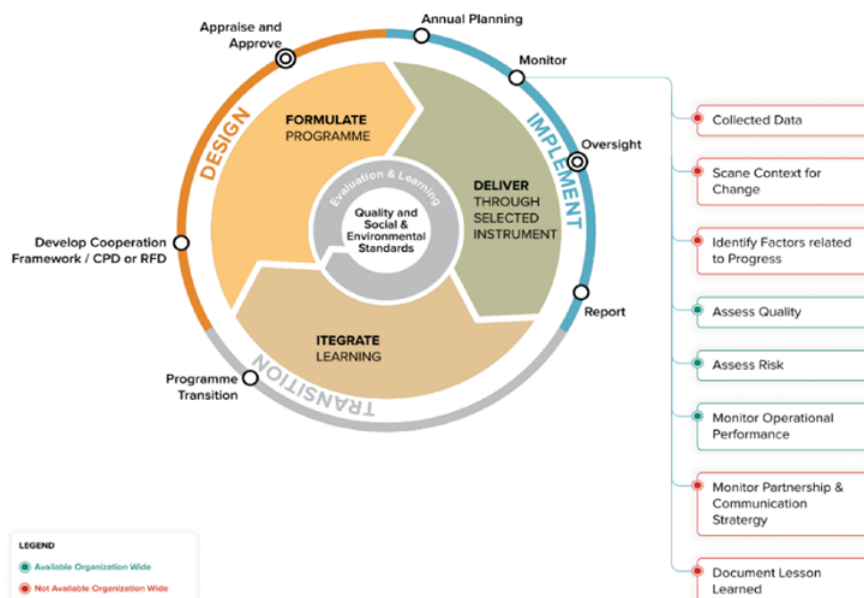 Appraise and
Approve
Annual Planning
Monitor
Oversight
Report
Develop Cooperation
Framework / CPD or RFD
Programme
Transition
DESIGN
IMPLEMENT
TRANSITION
FORMULATE
PROGRAMME
DELIVER
THROUGH
SELECTED
INSTRUMENT
ITEGRATE
LEARNING
Evaluation & Learning
Quality and
Social &
Environmental
Standards
Collected Data
Scane Context for
Change
Identify Factors related
to Progress
Assess Quality
Assess Risk
Monitor Operational
Performance
Monitor Partnership &
Communication
Stratergy
Document Lesson
Learned
LEGEND
Available Organization Wide
Not Available Organization Wide